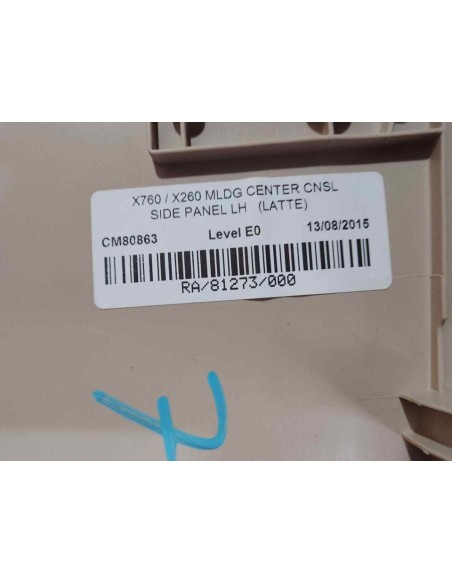 X760 / X260 MLDG CENTER CNSL
SIDE PANEL LH (LATTE)
CM80863 Level E0 13/08/2015
RA/81273/000